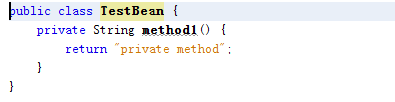 public class TestBean {
    private String method1() {
        return "private method";
    }
}